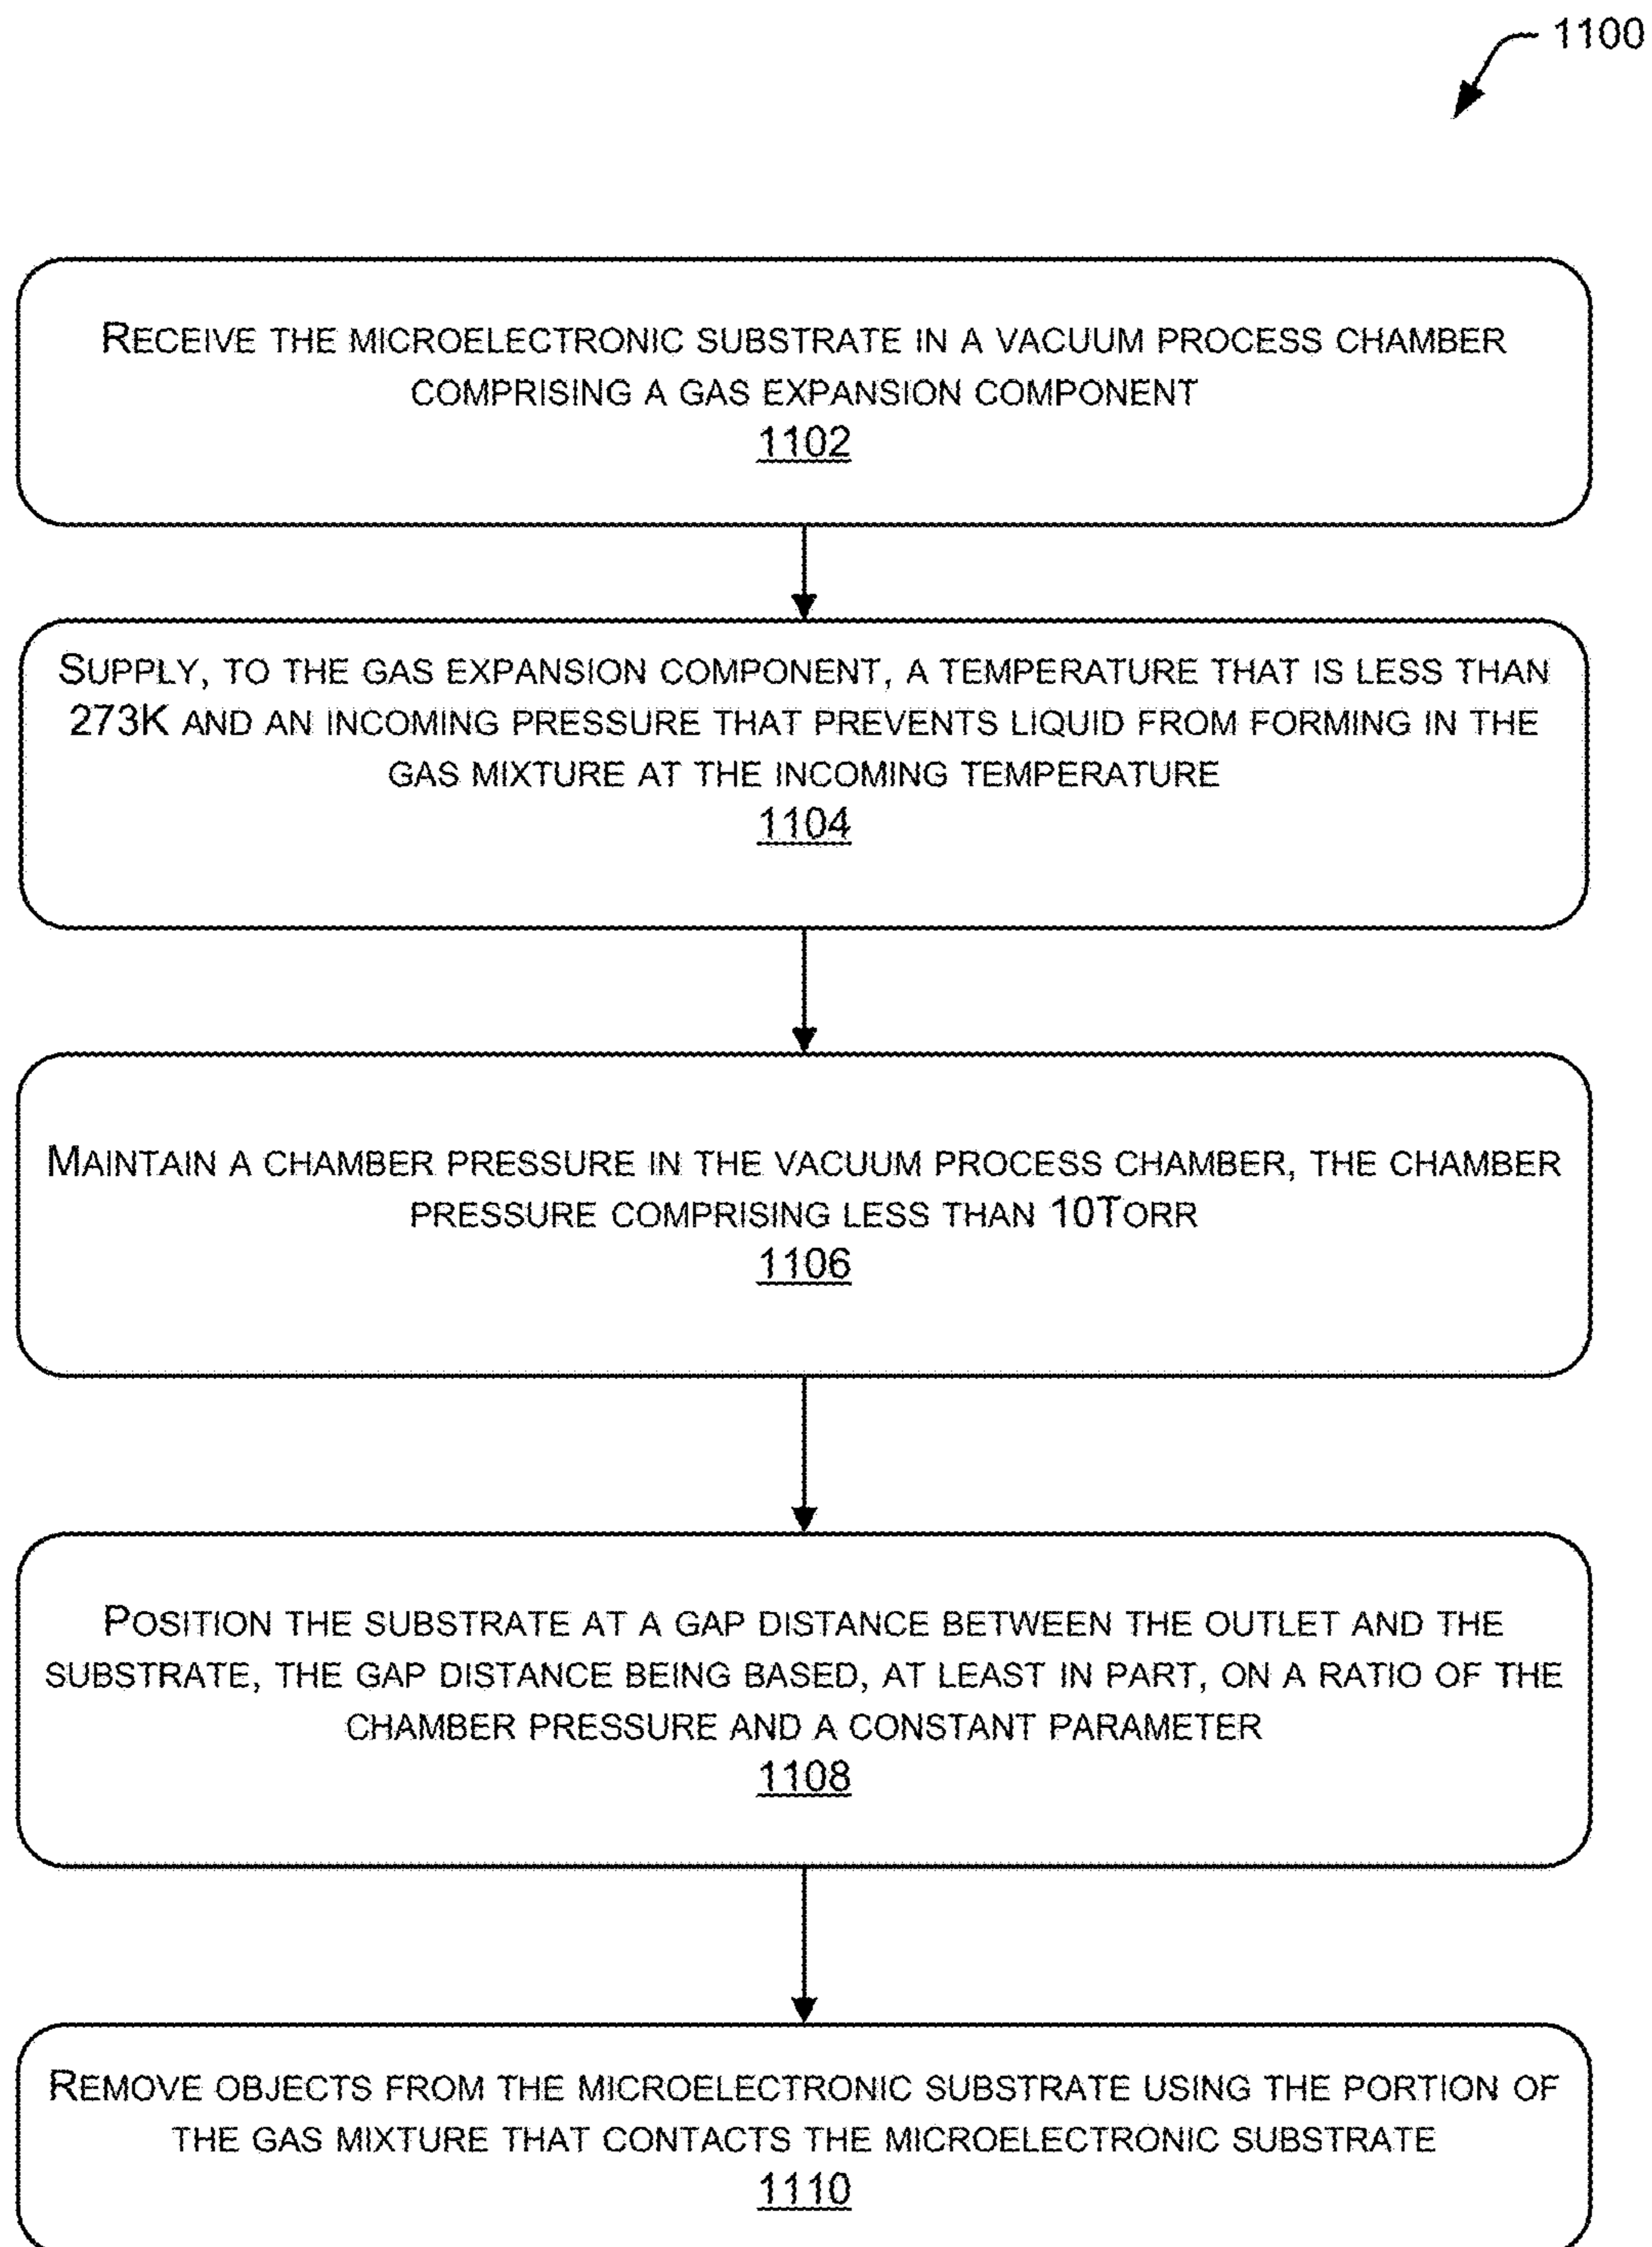 1100
RECEIVE THE MICROELECTRONIC SUBSTRATE IN A VACUUM PROCESS CHAMBER
COMPRISING A GAS EXPANSION COMPONENT
1102
SUPPLY, TO THE GAS EXPANSION COMPONENT, A TEMPERATURE THAT IS LESS THAN
273K AND AN INCOMING PRESSURE THAT PREVENTS LIQUID FROM FORMING IN THE
GAS MIXTURE AT THE INCOMING TEMPERATURE
1104
MAINTAIN A CHAMBER PRESSURE IN THE VACUUM PROCESS CHAMBER, THE CHAMBER
PRESSURE COMPRISING LESS THAN 10TORR
1106
POSITION THE SUBSTRATE AT A GAP DISTANCE BETWEEN THE OUTLET AND THE
SUBSTRATE, THE GAP DISTANCE BEING BASED, AT LEAST IN PART, ON A RATIO OF THE
CHAMBER PRESSURE AND A CONSTANT PARAMETER
1108
REMOVE OBJECTS FROM THE MICROELECTRONIC SUBSTRATE USING THE PORTION OF
THE GAS MIXTURE THAT CONTACTS THE MICROELECTRONIC SUBSTRATE
1110